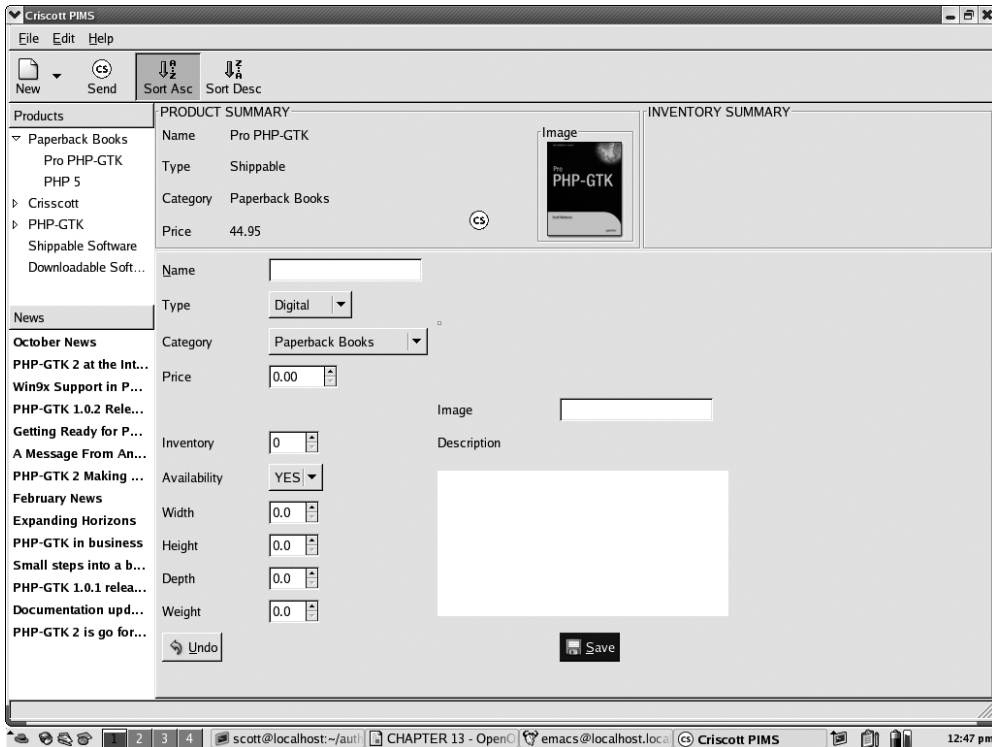 Criscott PIMS
File Edit Help
New Send Sort Asc Sort Desc
Products
Paperback Books
Pro PHP-GTK
PHP 5
Crisscott
PHP-GTK
Shippable Software
Downloadable Soft...
News
October News
PHP-GTK 2 at the Int...
Win9x Support in P...
PHP-GTK 1.0.2 Rele...
Getting Ready for P...
A Message From An...
PHP-GTK 2 Making ...
February News
Expanding Horizons
PHP-GTK in business
Small steps into a b...
PHP-GTK 1.0.1 relea...
Documentation upd...
PHP-GTK 2 is go for...
PRODUCT SUMMARY
Name Pro PHP-GTK
Type Shippable
Category Paperback Books
Price 44.95
CS
Image
Pro
PHP-GTK
INVENTORY SUMMARY
Name
Type Digital
Category Paperback Books
Price 0.00
Image
Inventory 0
Description
Availability YES
Width 0.0
Height 0.0
Depth 0.0
Weight 0.0
Undo Save
1 2 3 4 scott@localhost:~/auth CHAPTER 13 - OpenO emacs@localhost.loca CS Criscott PIMS 12:47 pm